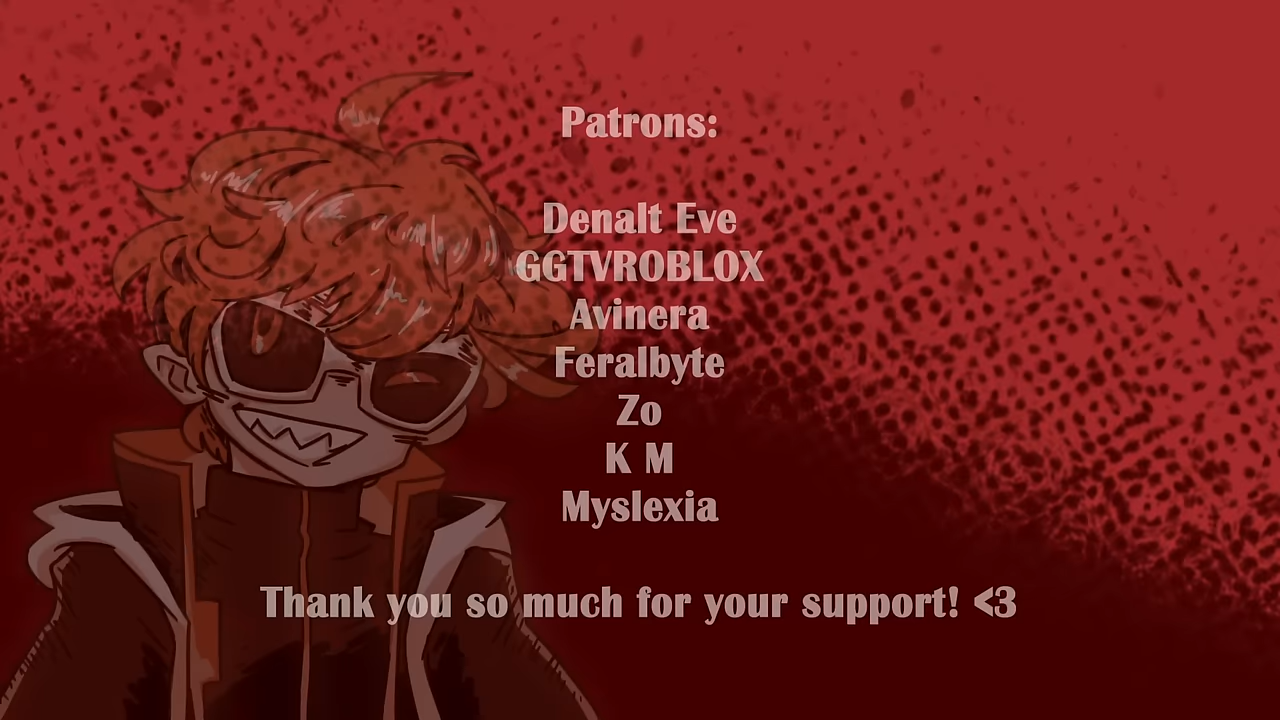 Patrons:
Denalt Eve
GGTVROBLOX
Avinera
Feralbyte
Zo
K M
Myslexia
Thank you so much for your support! <3